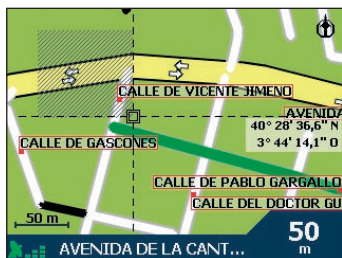 CALLE DE VICENTE JIMENO
AVENIDA
40° 28' 36,6" N
3° 44' 14,1" O
CALLE DE GASCONES
CALLE DE PABLO GARGALLO
CALLE DEL DOCTOR GU
50 m
AVENIDA DE LA CANT...
50
m